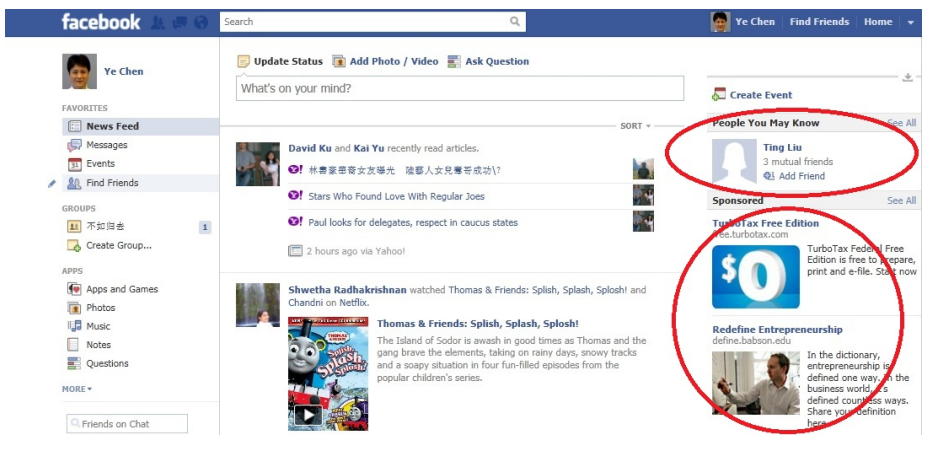 facebook
Search
Ye Chen
Find Friends
Home
Ye Chen
FAVORITES
News Feed
Messages
Events
Find Friends
GROUPS
不如归去
1
Create Group...
APPS
Apps and Games
Photos
Music
Notes
Questions
MORE
Friends on Chat
Update Status
Add Photo / Video
Ask Question
What's on your mind?
SORT
David Ku and Kai Yu recently read articles.
林書豪華裔女友曝光 陸藝人女兒奪哥成功\?
Stars Who Found Love With Regular Joes
Paul looks for delegates, respect in caucus states
2 hours ago via Yahoo!
Shwetha Radhakrishnan watched Thomas & Friends: Splish, Splash, Splosh! and
Chandni on Netflix.
THOMAS & FRIENDS
Splish,
Splash,
Splosh!
Thomas & Friends: Splish, Splash, Splosh!
The Island of Sodor is awash in good times as Thomas and the
gang brave the elements, taking on rainy days, snowy tracks
and a soapy situation in four fun-filled episodes from the
popular children's series.
Create Event
People You May Know
See All
Ting Liu
3 mutual friends
Add Friend
Sponsored
See All
TurboTax Free Edition
free.turbotax.com
$0
TurboTax Federal Free
Edition is free to prepare,
print and e-file. Start now
Redefine Entrepreneurship
define.babson.edu
In the dictionary,
entrepreneurship is
defined one way. In the
business world, it's
defined countless ways.
Share your definition
here.